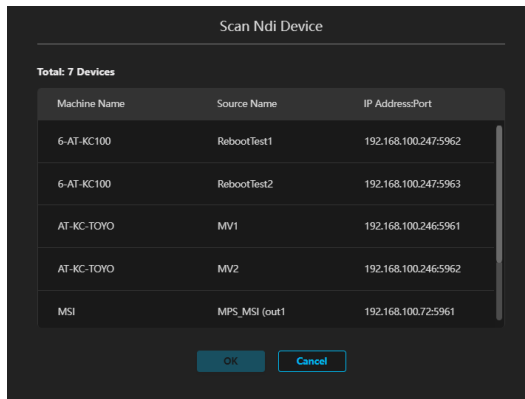 Scan Ndi Device
Total: 7 Devices
Machine Name Source Name IP Address:Port
6-AT-KC100 RebootTest1 192.168.100.247:5962
6-AT-KC100 RebootTest2 192.168.100.247:5963
AT-KC-TOYO MV1 192.168.100.246:5961
AT-KC-TOYO MV2 192.168.100.246:5962
MSI MPS_MSI (out1 192.168.100.72:5961
OK Cancel